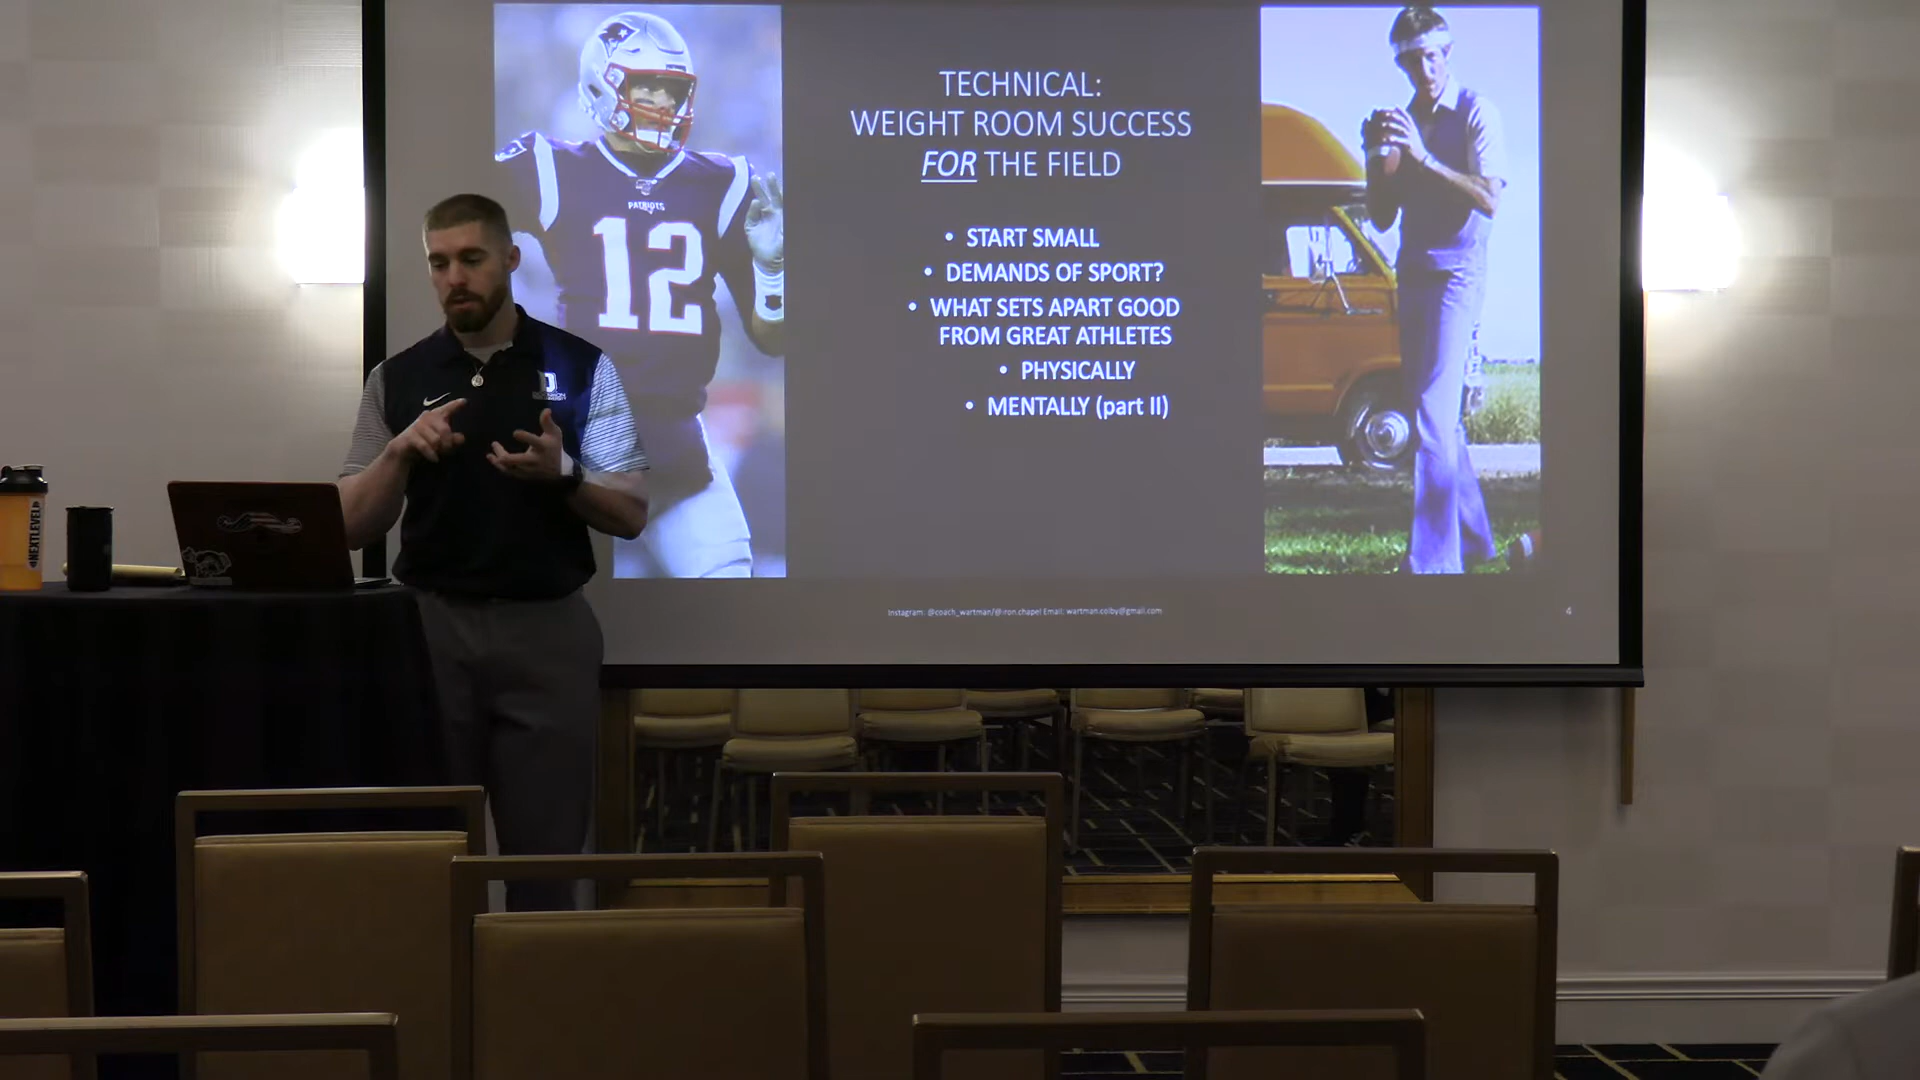 TECHNICAL:
WEIGHT ROOM SUCCESS
FOR THE FIELD
• START SMALL
• DEMANDS OF SPORT?
• WHAT SETS APART GOOD
FROM GREAT ATHLETES
• PHYSICALLY
• MENTALLY (part II)
PATRIOTS
12
Instagram: @coach_wartman/@iron.chapel Email: wartman.colby@gmail.com
4
NEXTLEVEL